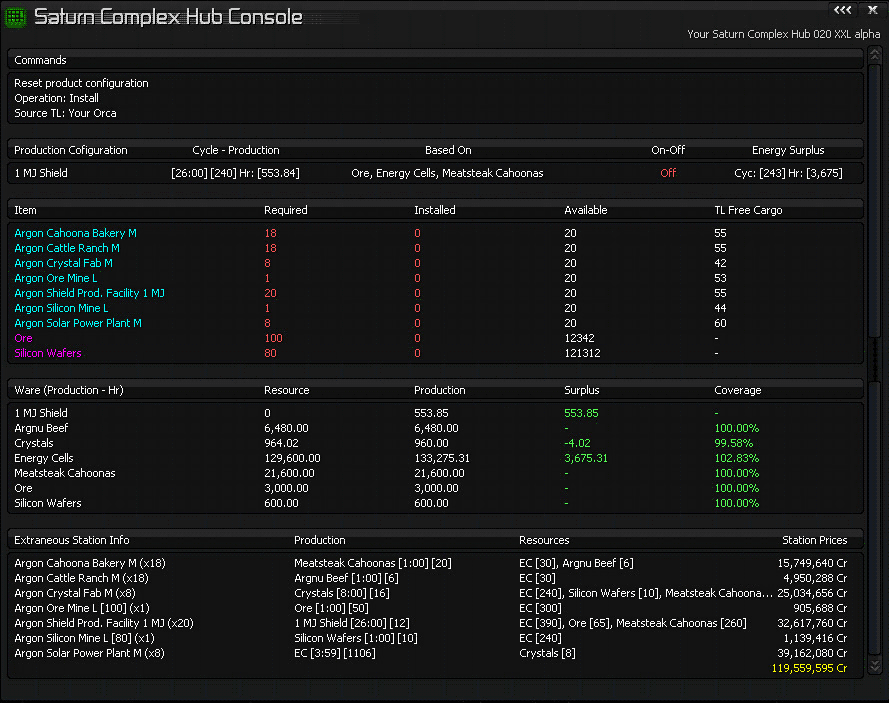 Saturn Complex Hub Console
Your Saturn Complex Hub 020 XXL alpha
Commands
Reset product configuration
Operation: Install
Source TL: Your Orca
Production Cofiguration Cycle - Production Based On On-Off Energy Surplus
1 MJ Shield [26:00] [240] Hr: [553.84] Ore, Energy Cells, Meatsteak Cahoonas Off Cyc: [243] Hr: [3,675]
Item Required Installed Available TL Free Cargo
Argon Cahoona Bakery M 18 0 20 55
Argon Cattle Ranch M 18 0 20 55
Argon Crystal Fab M 8 0 20 42
Argon Ore Mine L 1 0 20 53
Argon Shield Prod. Facility 1 MJ 20 0 20 55
Argon Silicon Mine L 1 0 20 44
Argon Solar Power Plant M 8 0 20 60
Ore 100 0 12342 -
Silicon Wafers 80 0 121312 -
Ware (Production - Hr) Resource Production Surplus Coverage
1 MJ Shield 0 553.85 553.85 -
Argnu Beef 6,480.00 6,480.00 - 100.00%
Crystals 964.02 960.00 -4.02 99.58%
Energy Cells 129,600.00 133,275.31 3,675.31 102.83%
Meatsteak Cahoonas 21,600.00 21,600.00 - 100.00%
Ore 3,000.00 3,000.00 - 100.00%
Silicon Wafers 600.00 600.00 - 100.00%
Extraneous Station Info Production Resources Station Prices
Argon Cahoona Bakery M (x18) Meatsteak Cahoonas [1:00] [20] EC [30], Argnu Beef [6] 15,749,640 Cr
Argon Cattle Ranch M (x18) Argnu Beef [1:00] [6] EC [30] 4,950,288 Cr
Argon Crystal Fab M (x8) Crystals [8:00] [16] EC [240], Silicon Wafers [10], Meatsteak Cahoona... 25,034,656 Cr
Argon Ore Mine L [100] (x1) Ore [1:00] [50] EC [300] 905,688 Cr
Argon Shield Prod. Facility 1 MJ (x20) 1 MJ Shield [26:00] [12] EC [390], Ore [65], Meatsteak Cahoonas [260] 32,617,760 Cr
Argon Silicon Mine L [80] (x1) Silicon Wafers [1:00] [10] EC [240] 1,139,416 Cr
Argon Solar Power Plant M (x8) EC [3:59] [1106] Crystals [8] 39,162,080 Cr
119,559,595 Cr